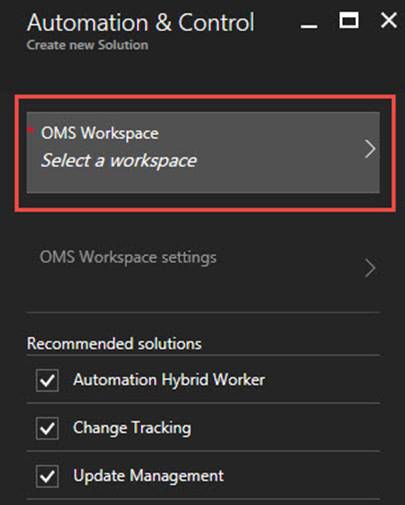 Automation & Control
Create new Solution
* OMS Workspace
Select a workspace
OMS Workspace settings
Recommended solutions
Automation Hybrid Worker
Change Tracking
Update Management